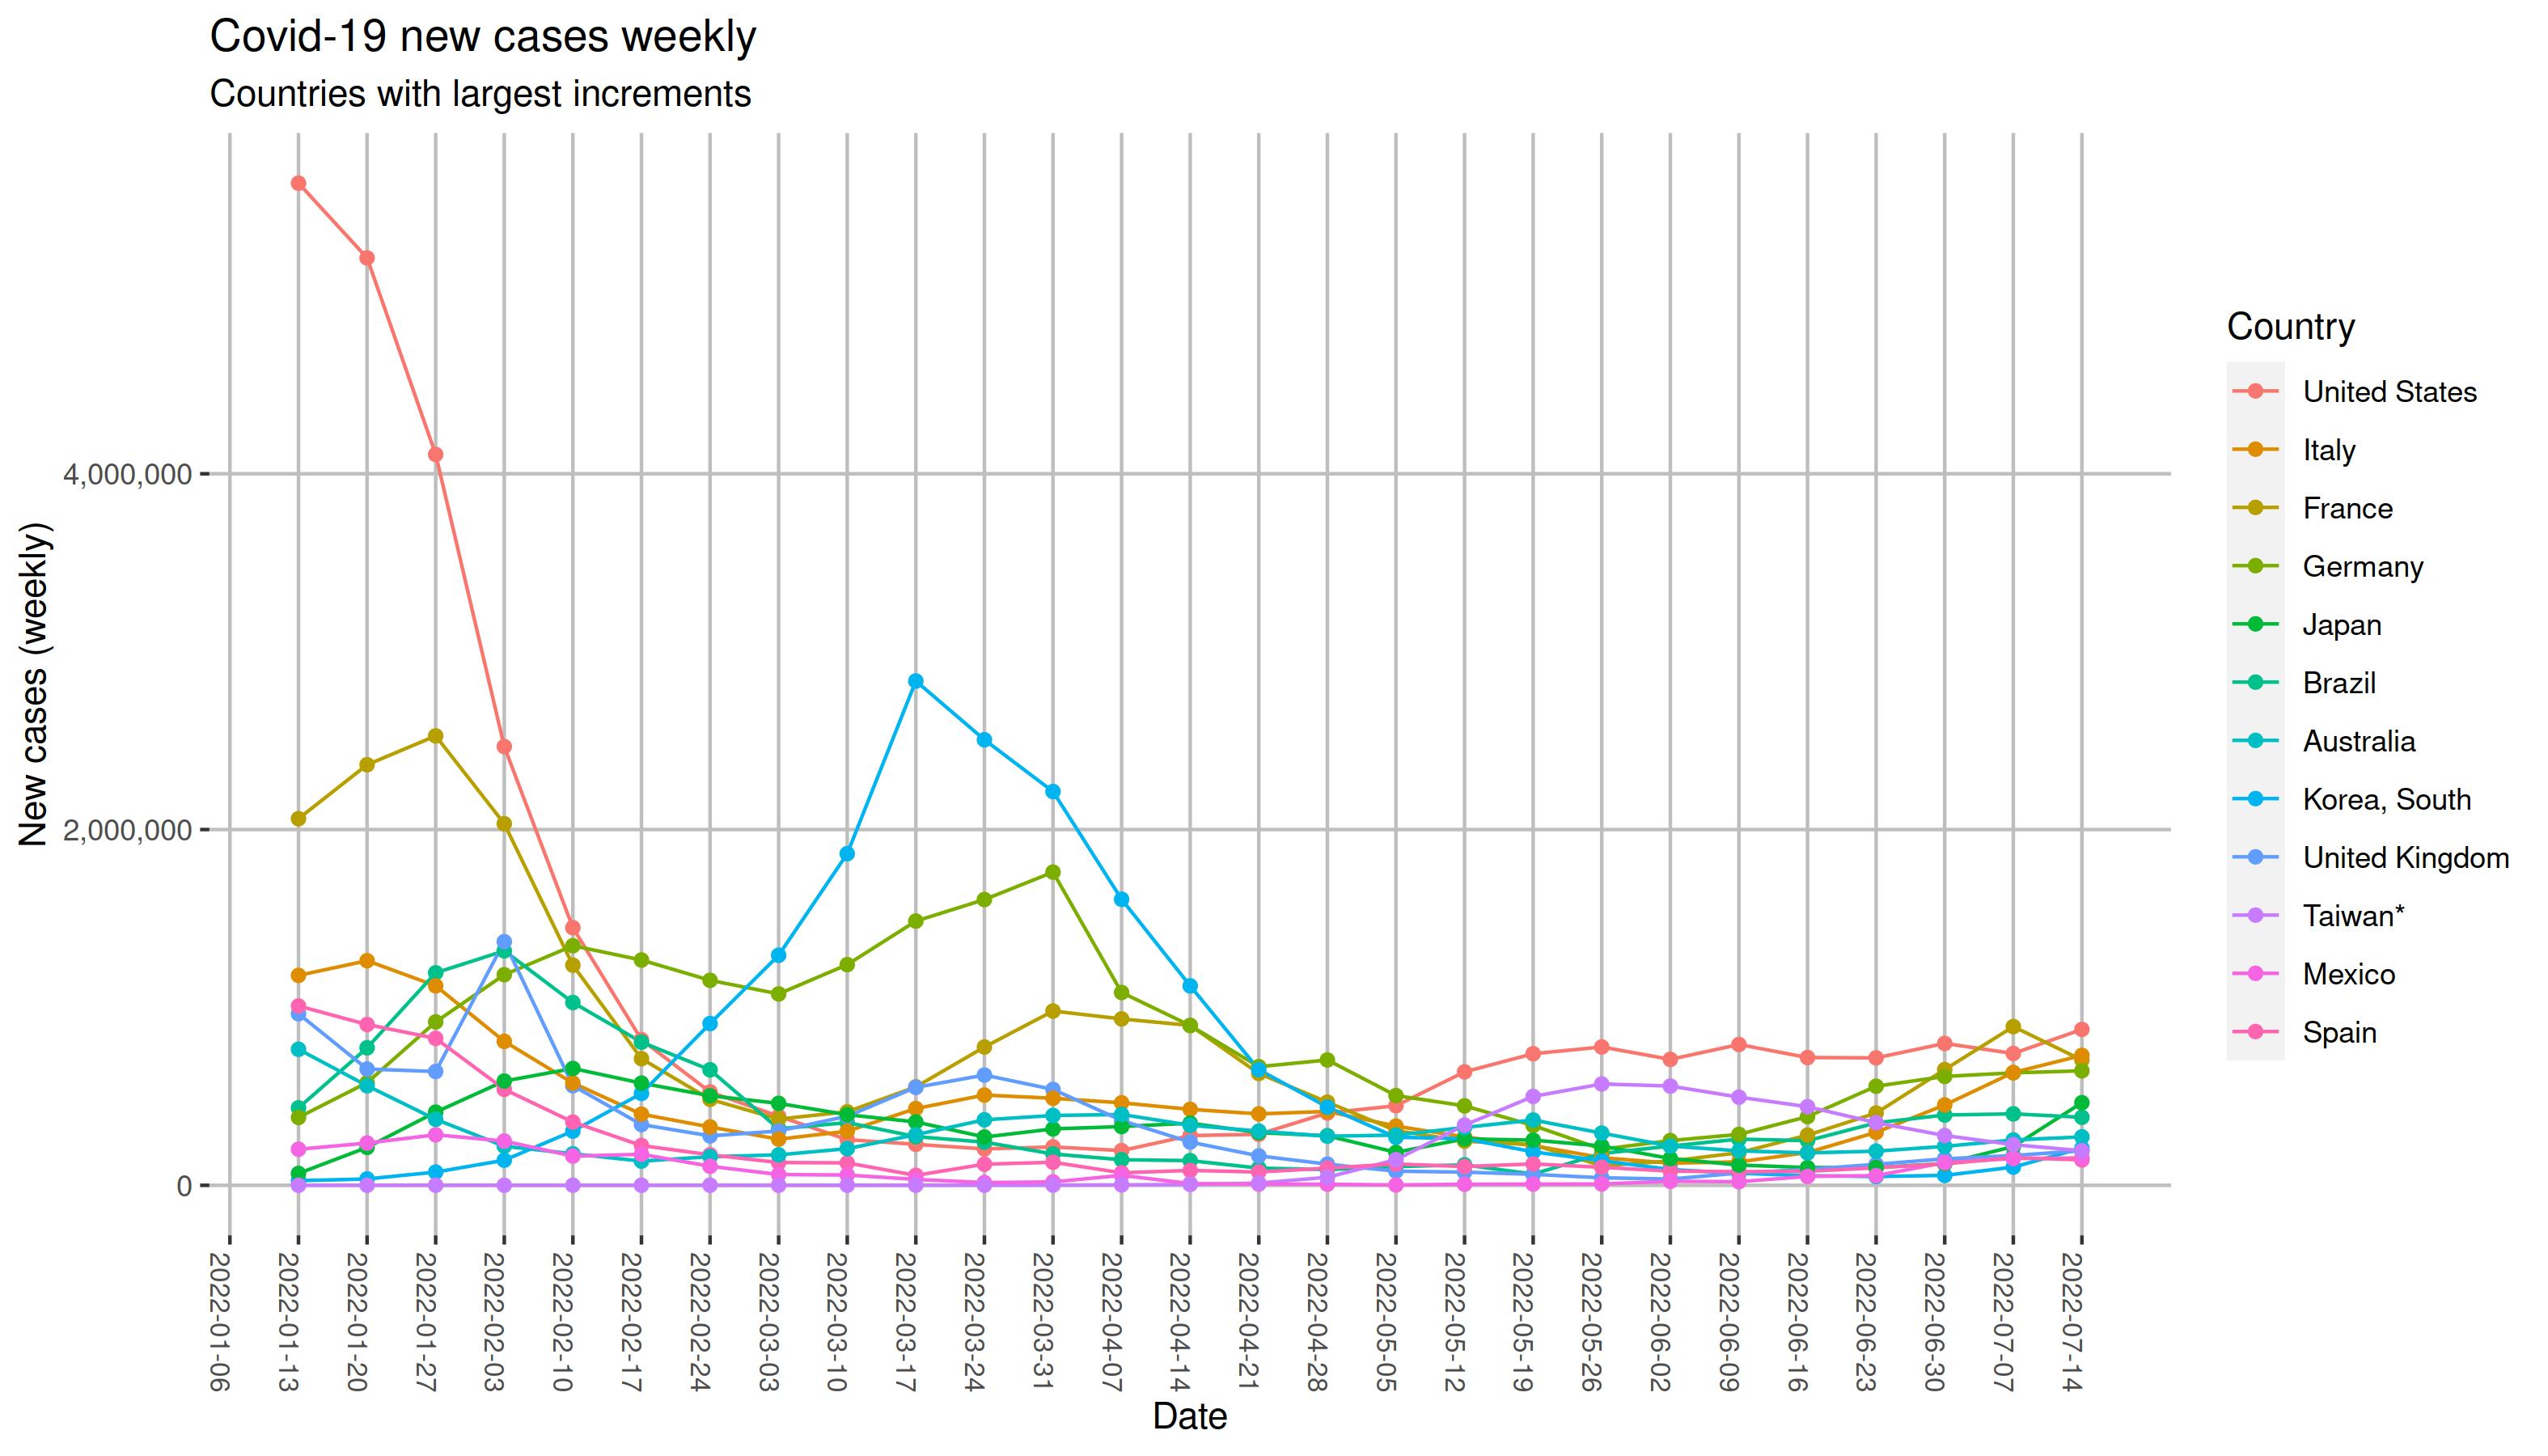 Covid-19 new cases weekly
Countries with largest increments
New cases (weekly)
4,000,000
2,000,000
0
2022-01-06
2022-01-13
2022-01-20
2022-01-27
2022-02-03
2022-02-10
2022-02-17
2022-02-24
2022-03-03
2022-03-10
2022-03-17
2022-03-24
2022-03-31
2022-04-07
2022-04-14
2022-04-21
2022-04-28
2022-05-05
2022-05-12
2022-05-19
2022-05-26
2022-06-02
2022-06-09
2022-06-16
2022-06-23
2022-06-30
2022-07-07
2022-07-14
Date
Country
United States
Italy
France
Germany
Japan
Brazil
Australia
Korea, South
United Kingdom
Taiwan*
Mexico
Spain